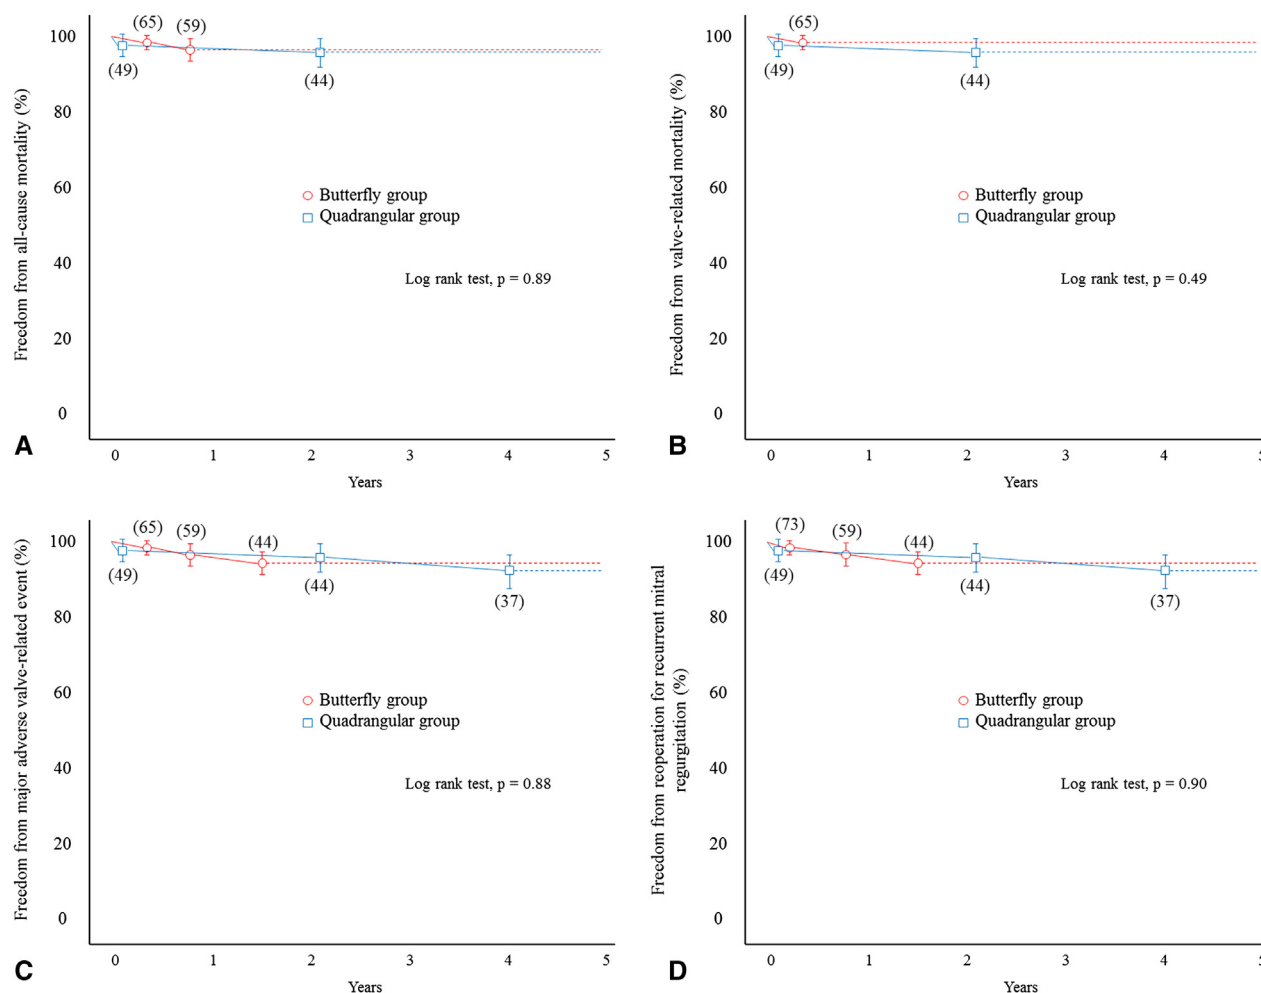 Freedom from all-cause mortality (%)
100
80
60
40
20
0
(65)
(59)
(49)
(44)
Butterfly group
Quadrangular group
Log rank test, p = 0.89
A
0 1 2 3 4 5
Years
Freedom from valve-related mortality (%)
100
80
60
40
20
0
(65)
(49)
(44)
Butterfly group
Quadrangular group
Log rank test, p = 0.49
B
0 1 2 3 4
Years
Freedom from major adverse valve-related event (%)
100
80
60
40
20
0
(65)
(59)
(44)
(49)
(44)
(37)
Butterfly group
Quadrangular group
Log rank test, p = 0.88
C
0 1 2 3 4 5
Years
Freedom from reoperation for recurrent mitral
regurgitation (%)
100
80
60
40
20
0
(73)
(59)
(44)
(49)
(44)
(37)
Butterfly group
Quadrangular group
Log rank test, p = 0.90
D
0 1 2 3 4
Years